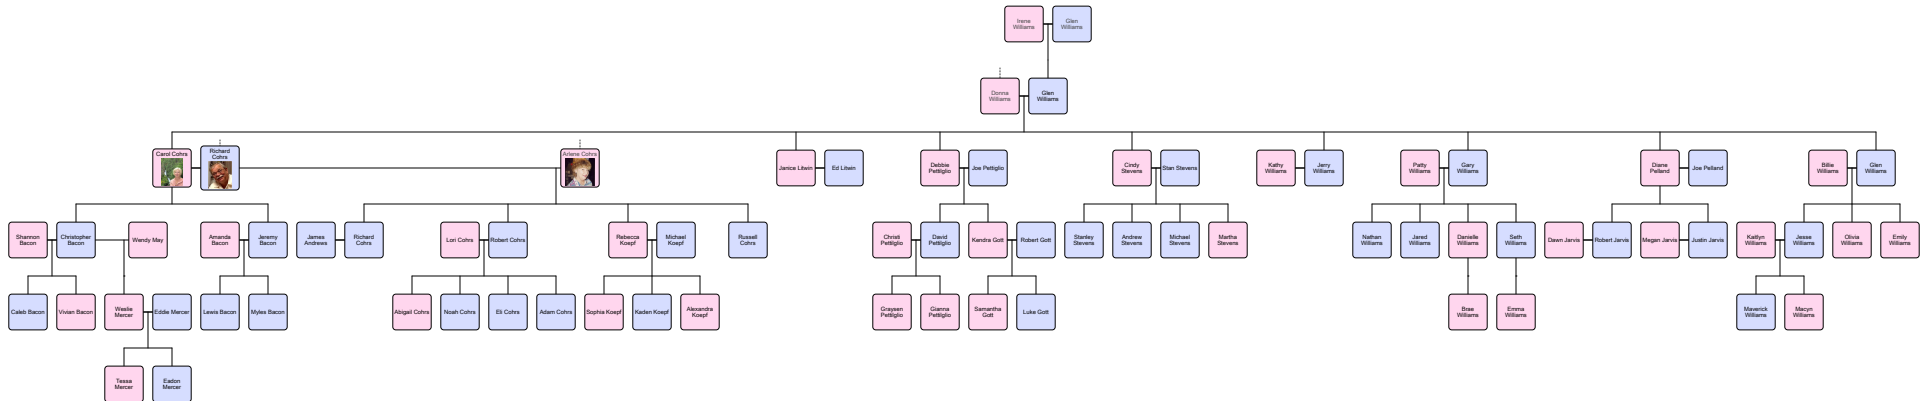 Irene
Williams
Glen
Williams
Donna
Williams
Glen
Williams
Carol Cohrs
Richard
Cohrs
Arlene Cohrs
Janice Litwin
Ed Litwin
Debbie
Pettiglio
Joe Pettiglio
Cindy
Stevens
Stan Stevens
Kathy
Williams
Jerry
Williams
Patty
Williams
Gary
Williams
Diane
Pelland
Joe Pelland
Billie
Williams
Glen
Williams
Shannon
Bacon
Christopher
Bacon
Wendy May
Amanda
Bacon
Jeremy
Bacon
James
Andrews
Richard
Cohrs
Lori Cohrs
Robert Cohrs
Rebecca
Koepf
Michael
Koepf
Russell
Cohrs
Christi
Pettiglio
David
Pettiglio
Kendra Gott
Robert Gott
Stanley
Stevens
Andrew
Stevens
Michael
Stevens
Martha
Stevens
Nathan
Williams
Jared
Williams
Danielle
Williams
Seth
Williams
Dawn Jarvis
Robert Jarvis
Megan Jarvis
Justin Jarvis
Kaitlyn
Williams
Jesse
Williams
Olivia
Williams
Emily
Williams
Caleb Bacon
Vivian Bacon
Weslie
Mercer
Eddie Mercer
Lewis Bacon
Myles Bacon
Abigail Cohrs
Noah Cohrs
Eli Cohrs
Adam Cohrs
Sophia Koepf
Kaden Koepf
Alexandra
Koepf
Graysen
Pettiglio
Gianna
Pettiglio
Samantha
Gott
Luke Gott
Brae
Williams
Emma
Williams
Maverick
Williams
Macyn
Williams
Tessa
Mercer
Eadon
Mercer